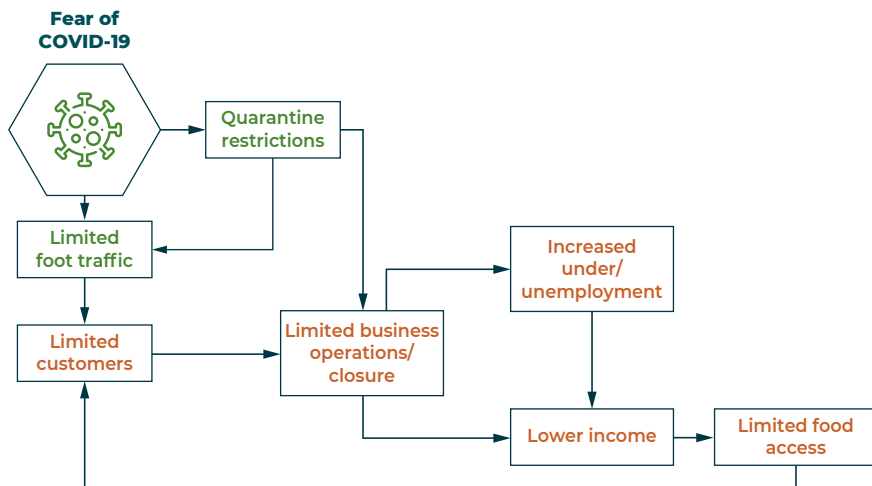 Fear of
COVID-19
Quarantine
restrictions
Limited
foot traffic
Increased
under/
unemployment
Limited
customers
Limited business
operations/
closure
Lower income
Limited food
access